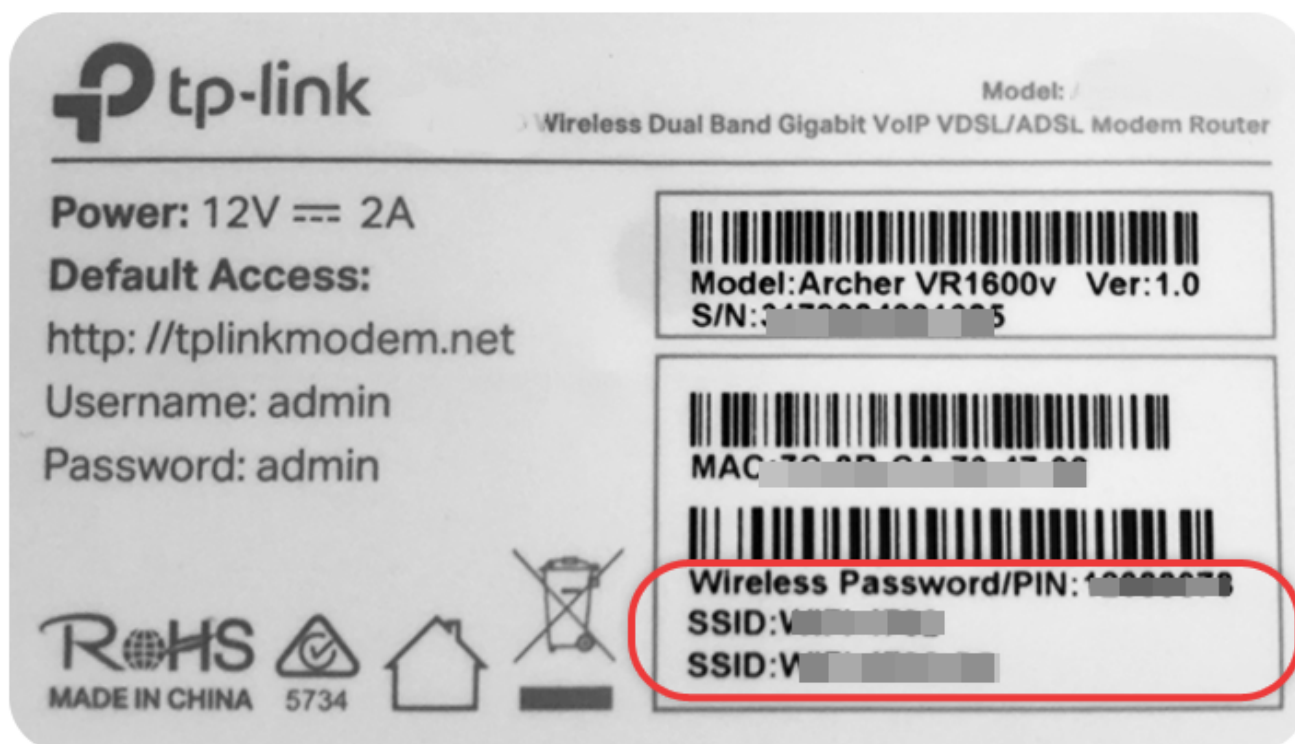 tp-link
Model:
Wireless Dual Band Gigabit VoIP VDSL/ADSL Modem Router
Power: 12V ⎓ 2A
Default Access:
http: //tplinkmodem.net
Username: admin
Password: admin
RoHS
MADE IN CHINA
5734
Model:Archer VR1600v Ver:1.0
S/N:
MAC:
Wireless Password/PIN:
SSID:
SSID: